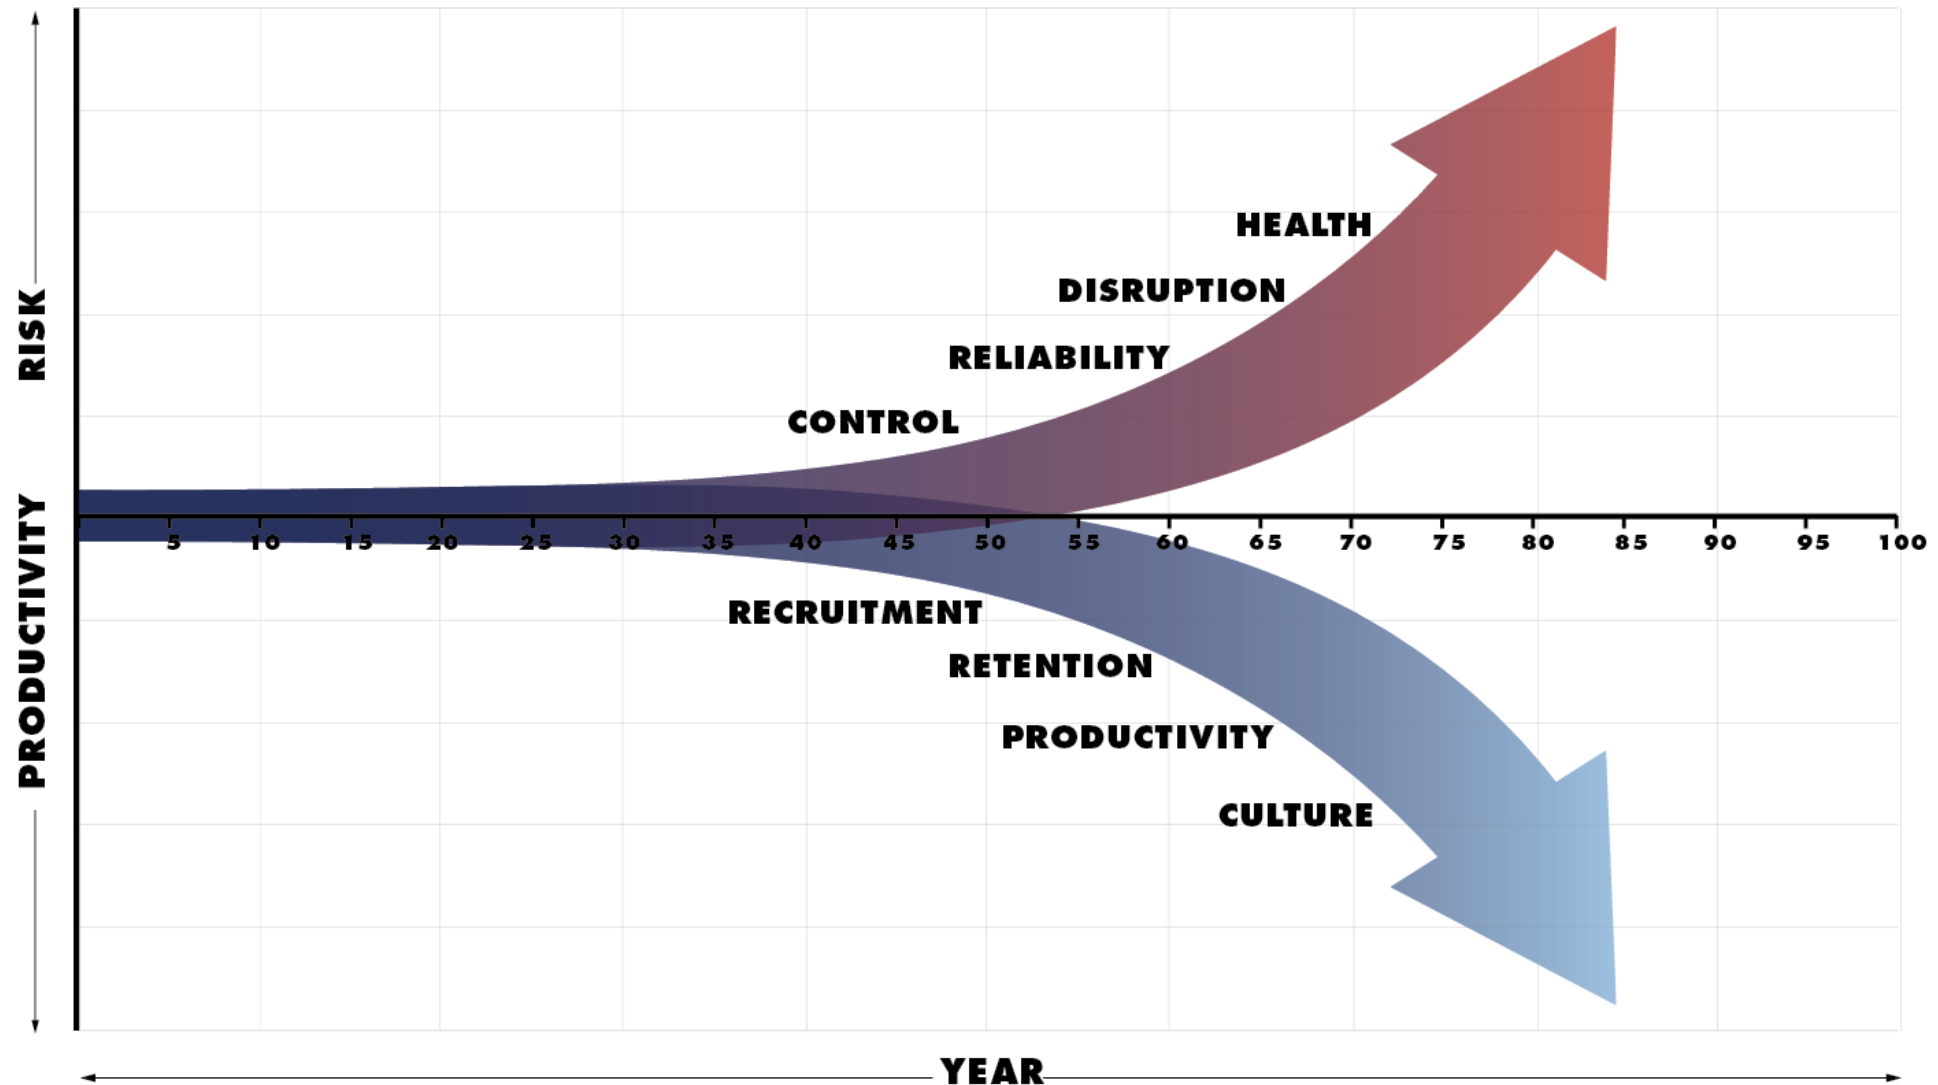 RISK
PRODUCTIVITY
HEALTH
DISRUPTION
RELIABILITY
CONTROL
5 10 15 20 25 30 35 40 45 50 55 60 65 70 75 80 85 90 95 100
RECRUITMENT
RETENTION
PRODUCTIVITY
CULTURE
YEAR